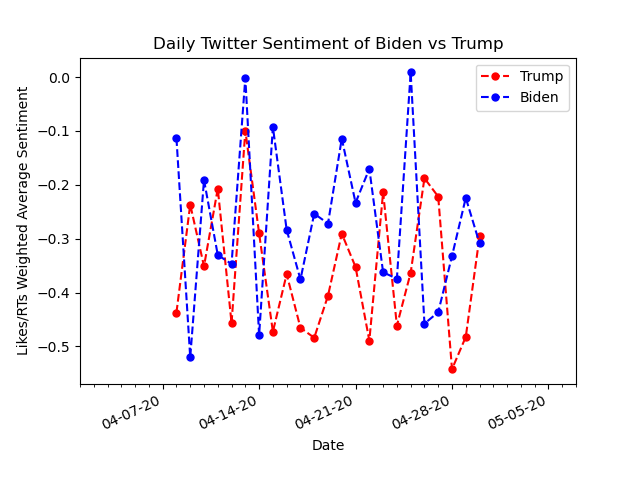 Daily Twitter Sentiment of Biden vs Trump
Trump
Biden
Likes/RTs Weighted Average Sentiment
0.0
−0.1
−0.2
−0.3
−0.4
−0.5
04-07-20
04-14-20
04-21-20
04-28-20
05-05-20
Date